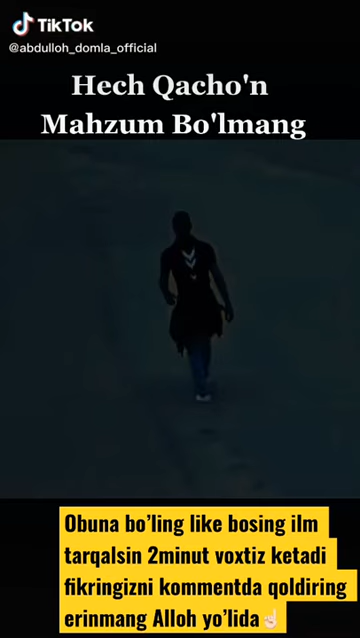 TikTok
@abdulloh_domla_official
Hech Qacho'n
Mahzum Bo'lmang
Obuna bo’ling like bosing ilm
tarqalsin 2minut voxtiz ketadi
fikringizni kommentda qoldiring
erinmang Alloh yo’lida☝🏻